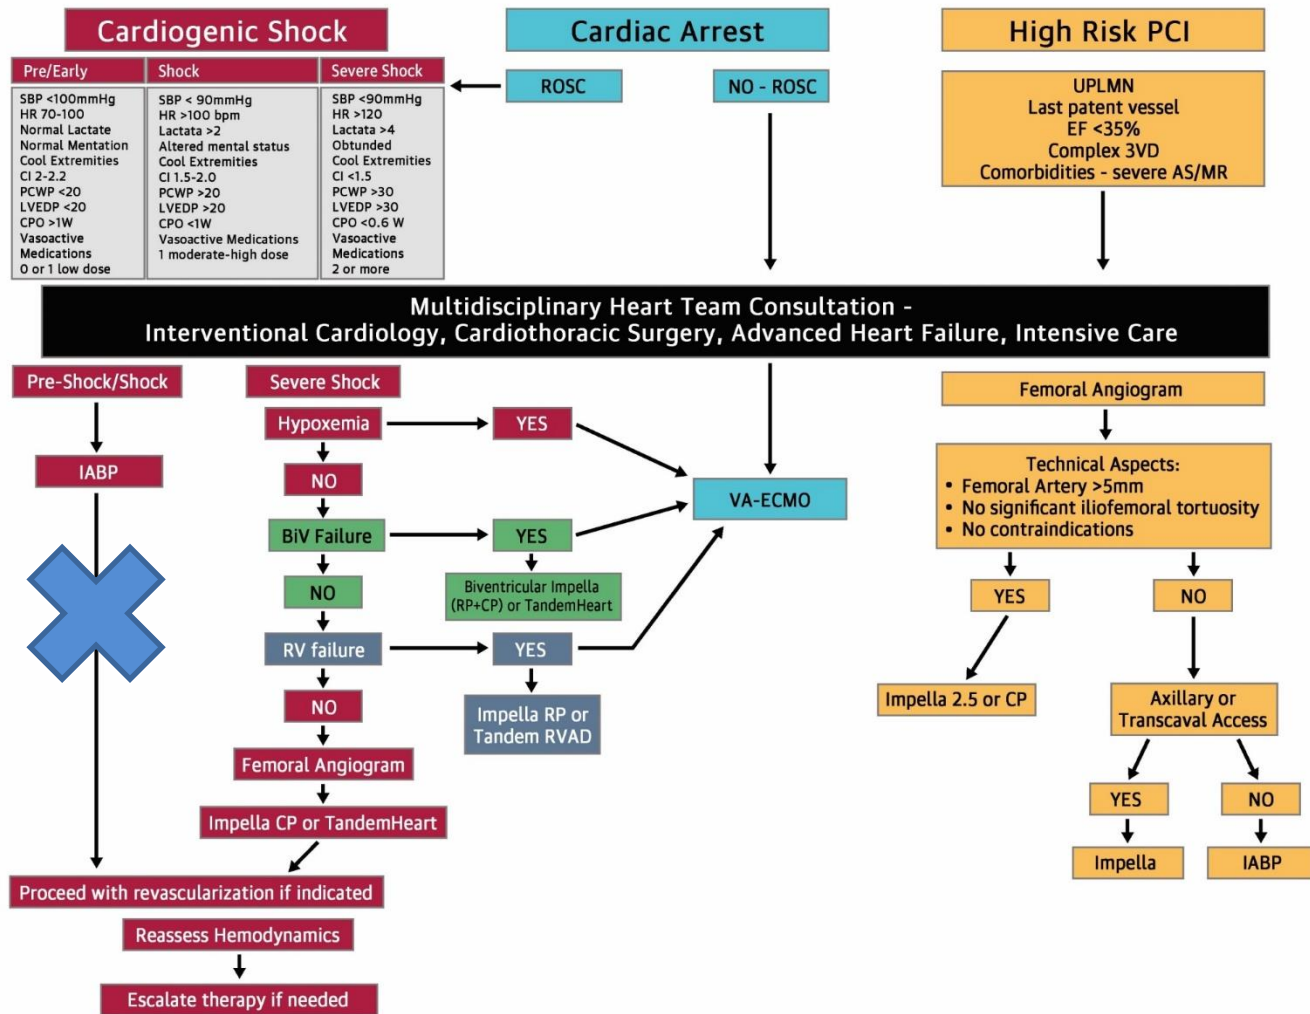 Cardiogenic Shock
Cardiac Arrest
High Risk PCI
Pre/Early
SBP <100mmHg
HR 70-100
Normal Lactate
Normal Mentation
Cool Extremities
CI 2-2.2
PCWP <20
LVEDP <20
CPO >1W
Vasoactive
Medications
0 or 1 low dose
Shock
SBP < 90mmHg
HR >100 bpm
Lactata >2
Altered mental status
Cool Extremities
CI 1.5-2.0
PCWP >20
LVEDP >20
CPO <1W
Vasoactive Medications
1 moderate-high dose
Severe Shock
SBP <90mmHg
HR >120
Lactata >4
Obtunded
Cool Extremities
CI <1.5
PCWP >30
LVEDP >30
CPO <0.6 W
Vasoactive
Medications
2 or more
ROSC
NO - ROSC
UPLMN
Last patent vessel
EF <35%
Complex 3VD
Comorbidities - severe AS/MR
Multidisciplinary Heart Team Consultation -
Interventional Cardiology, Cardiothoracic Surgery, Advanced Heart Failure, Intensive Care
Pre-Shock/Shock
IABP
Severe Shock
Hypoxemia
YES
NO
BiV Failure
YES
Biventricular Impella
(RP+CP) or TandemHeart
NO
RV failure
YES
Impella RP or
Tandem RVAD
NO
Femoral Angiogram
Impella CP or TandemHeart
Proceed with revascularization if indicated
Reassess Hemodynamics
Escalate therapy if needed
VA-ECMO
Femoral Angiogram
Technical Aspects:
• Femoral Artery >5mm
• No significant iliofemoral tortuosity
• No contraindications
YES
NO
Impella 2.5 or CP
Axillary or
Transcaval Access
YES
NO
Impella
IABP